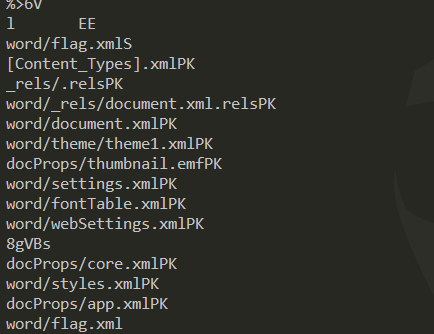 %>6V
l EE
word/flag.xmlS
[Content_Types].xmlPK
_rels/.relsPK
word/_rels/document.xml.relsPK
word/document.xmlPK
word/theme/theme1.xmlPK
docProps/thumbnail.emfPK
word/settings.xmlPK
word/fontTable.xmlPK
word/webSettings.xmlPK
8gVBs
docProps/core.xmlPK
word/styles.xmlPK
docProps/app.xmlPK
word/flag.xml